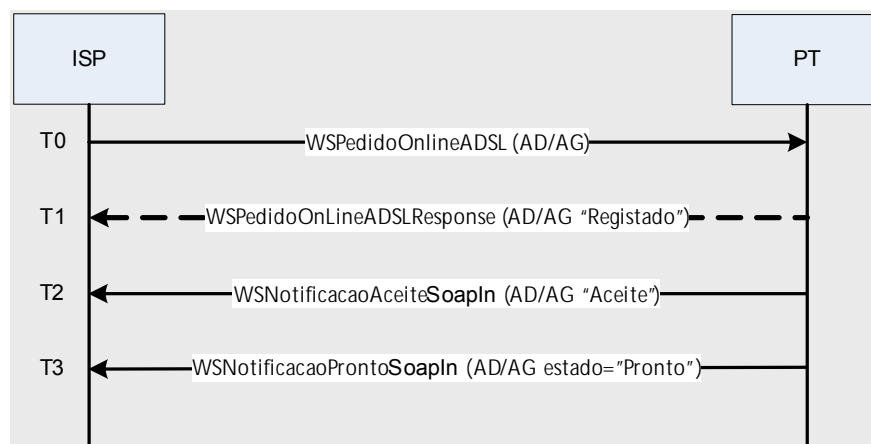 ISP
PT
T0
WSPedidoOnlineADSL (AD/AG)
T1
WSPedidoOnLineADSLResponse (AD/AG “Registado”)
T2
WSNotificacaoAceiteSoapIn (AD/AG “Aceite”)
T3
WSNotificacaoProntoSoapIn (AD/AG estado=”Pronto”)